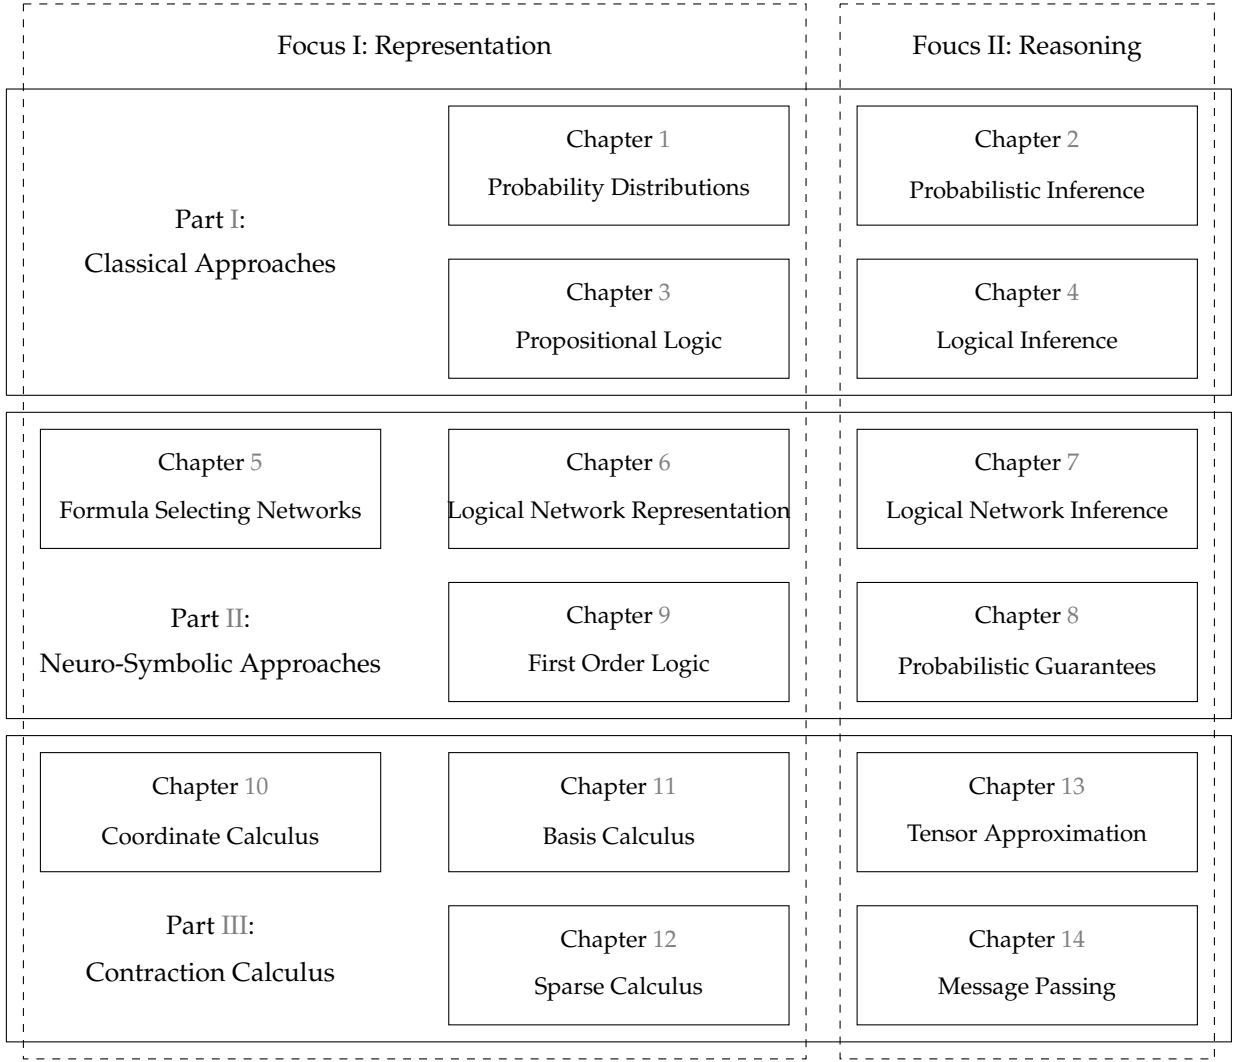 Focus I: Representation
Foucs II: Reasoning
Part I:
Classical Approaches
Chapter 1
Probability Distributions
Chapter 2
Probabilistic Inference
Chapter 3
Propositional Logic
Chapter 4
Logical Inference
Chapter 5
Formula Selecting Networks
Chapter 6
Logical Network Representation
Chapter 7
Logical Network Inference
Part II:
Neuro-Symbolic Approaches
Chapter 9
First Order Logic
Chapter 8
Probabilistic Guarantees
Chapter 10
Coordinate Calculus
Chapter 11
Basis Calculus
Chapter 13
Tensor Approximation
Part III:
Contraction Calculus
Chapter 12
Sparse Calculus
Chapter 14
Message Passing